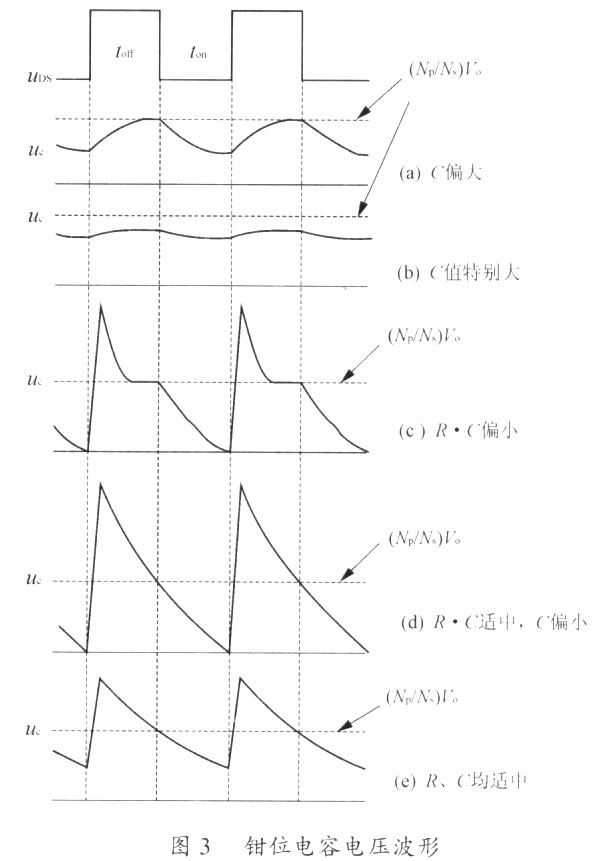 t_off t_on
u_DS
(N_p/N_s)V_o
u_c
(a) C偏大
u_c
(b) C值特别大
(N_p/N_s)V_o
u_c
(c) R·C偏小
(N_p/N_s)V_o
u_c
(d) R·C适中，C偏小
(N_p/N_s)V_o
u_c
(e) R、C均适中
图 3 钳位电容电压波形